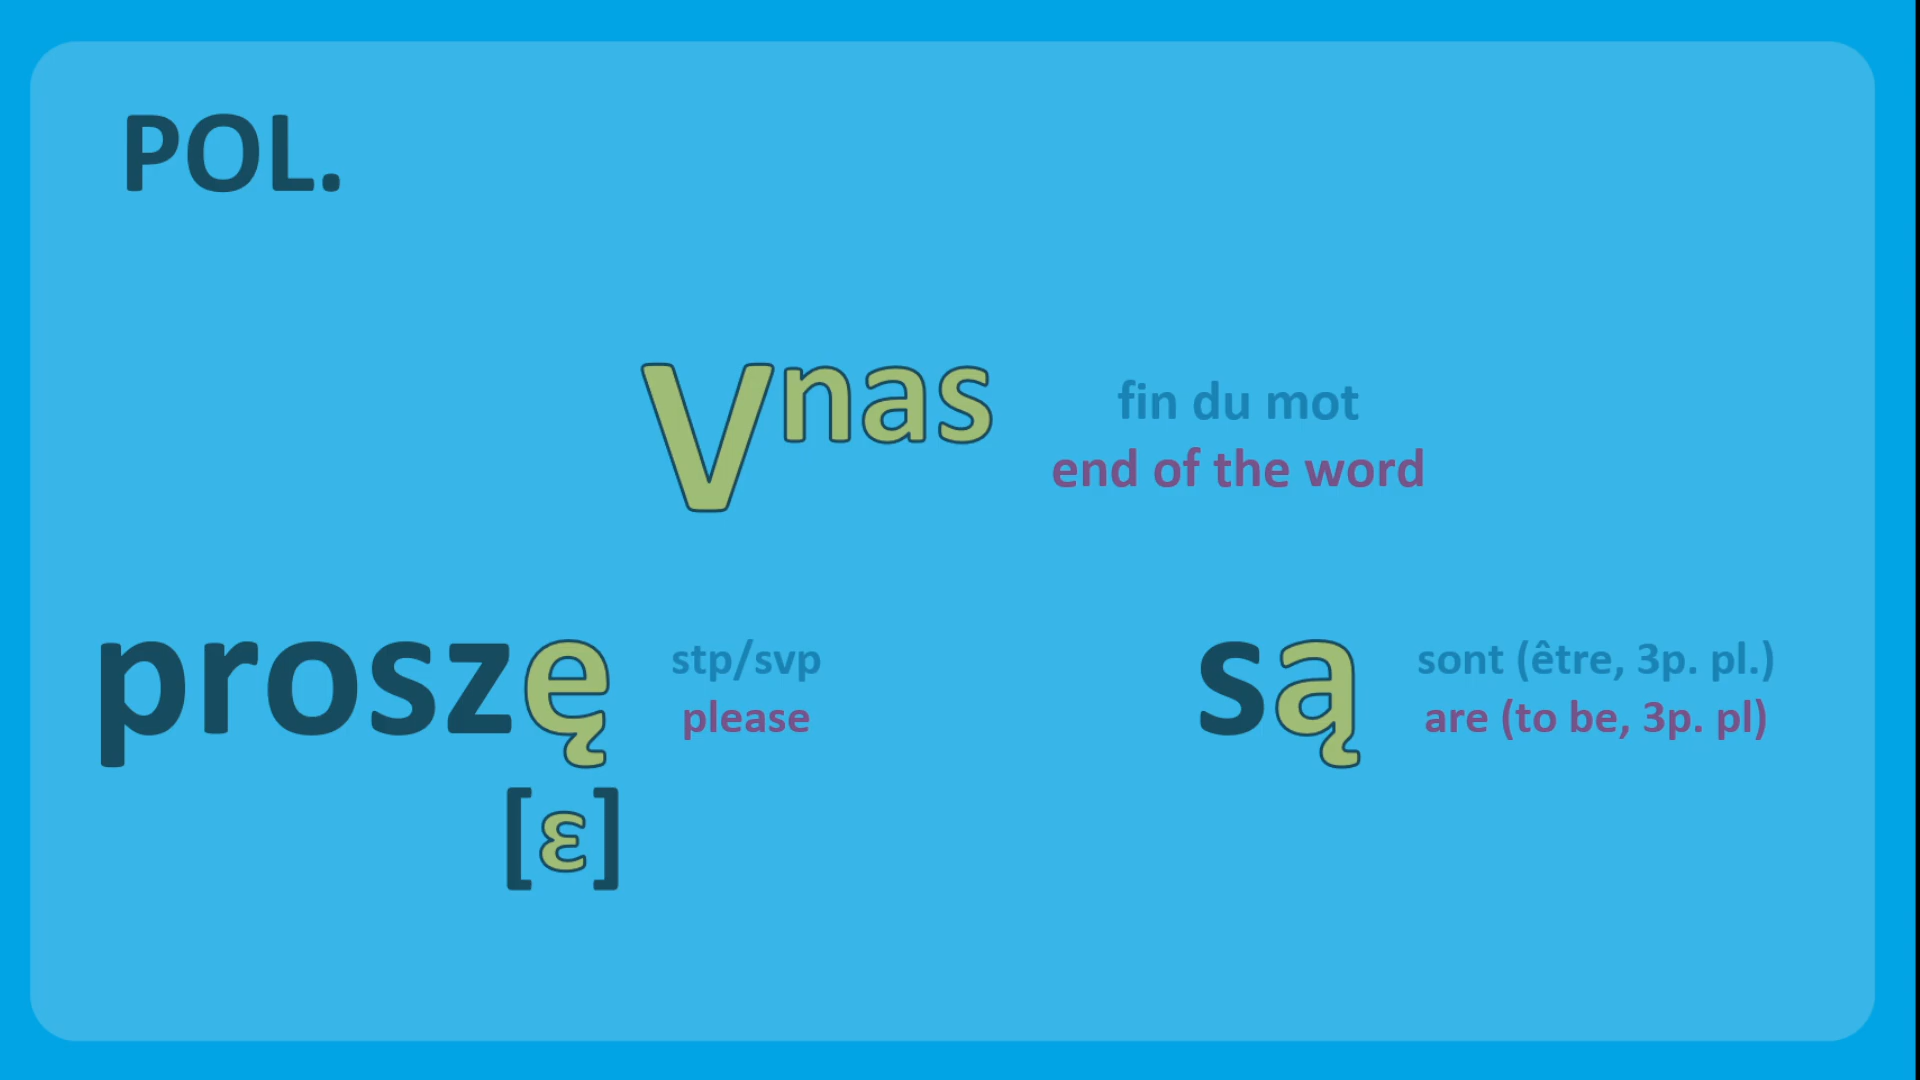 POL.
Vnas
fin du mot
end of the word
proszę
stp/svp
please
są
sont (être, 3p. pl.)
are (to be, 3p. pl)
[ɛ]